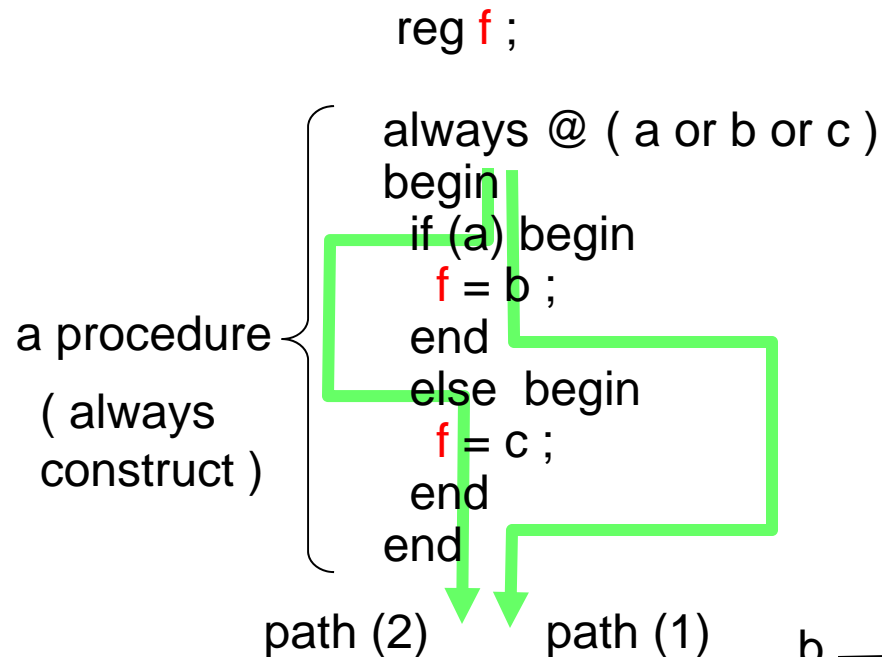 reg f ;
always @ ( a or b or c )
begin
if (a) begin
f = b ;
end
else begin
f = c ;
end
end
a procedure
( always
construct )
path (2)
path (1)
b